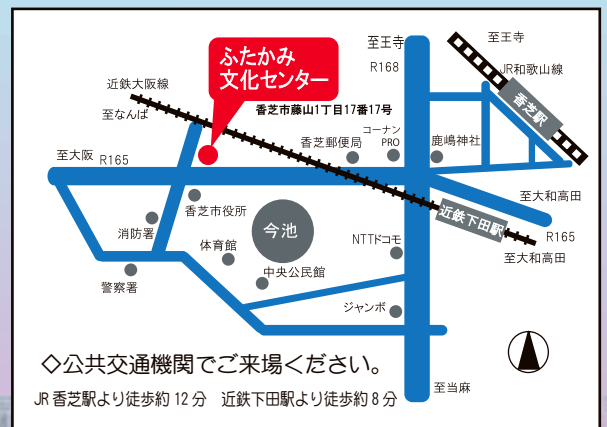 至王寺
至王寺
ふたかみ
文化センター
R168
JR和歌山線
近鉄大阪線
香芝駅
香芝市藤山1丁目17番17号
至なんば
コーナン
PRO
香芝郵便局
鹿嶋神社
至大阪
R165
至大和高田
香芝市役所
近鉄下田駅
消防署
今池
R165
体育館
NTTドコモ
至大和高田
中央公民館
警察署
ジャンボ
◇公共交通機関でご来場ください。
至当麻
JR香芝駅より徒歩約12分 近鉄下田駅より徒歩約8分